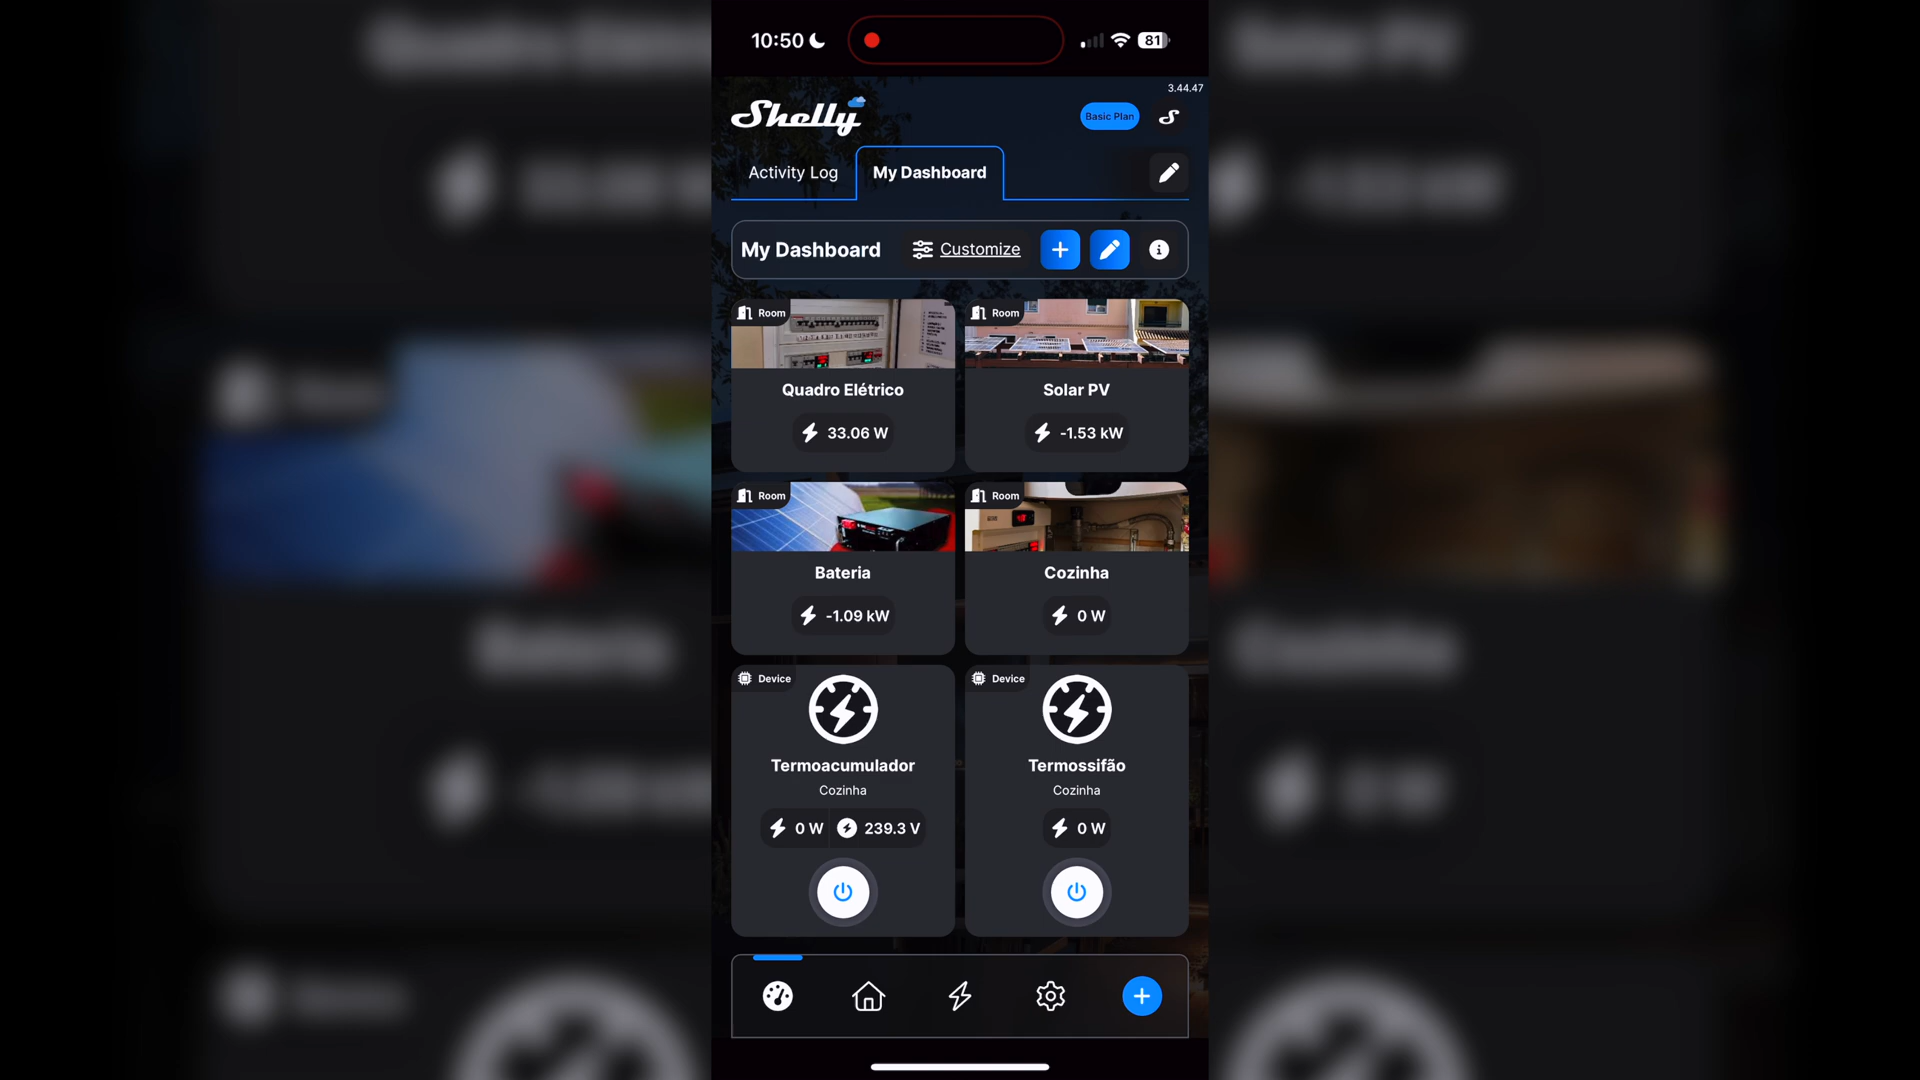 10:50
81
3.44.47
Shelly
Basic Plan
Activity Log
My Dashboard
My Dashboard
Customize
Room
Room
Quadro Elétrico
Solar PV
33.06 W
-1.53 kW
Room
Room
Bateria
Cozinha
-1.09 kW
0 W
Device
Device
Termoacumulador
Termossifão
Cozinha
Cozinha
0 W
239.3 V
0 W